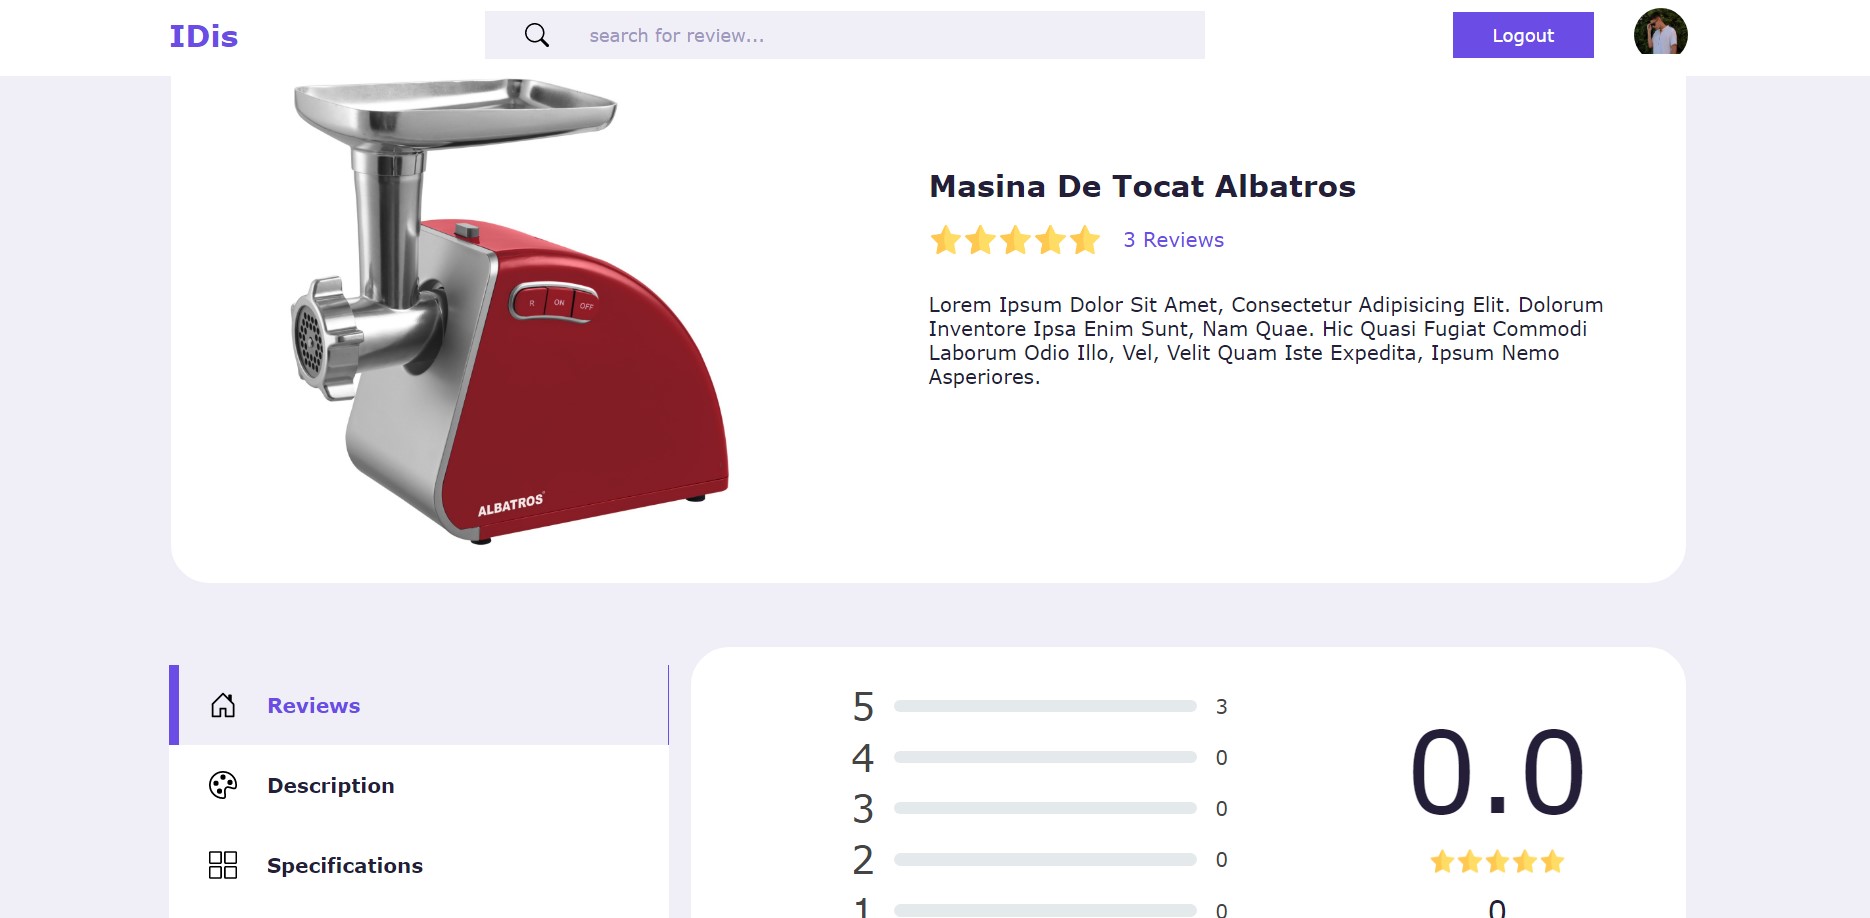 IDis
search for review...
Logout
Masina De Tocat Albatros
3 Reviews
Lorem Ipsum Dolor Sit Amet, Consectetur Adipisicing Elit. Dolorum
Inventore Ipsa Enim Sunt, Nam Quae. Hic Quasi Fugiat Commodi
Laborum Odio Illo, Vel, Velit Quam Iste Expedita, Ipsum Nemo
Asperiores.
R ON OFF
ALBATROS
Reviews
Description
Specifications
5 3
4 0
3 0
2 0
1 0
0.0
0